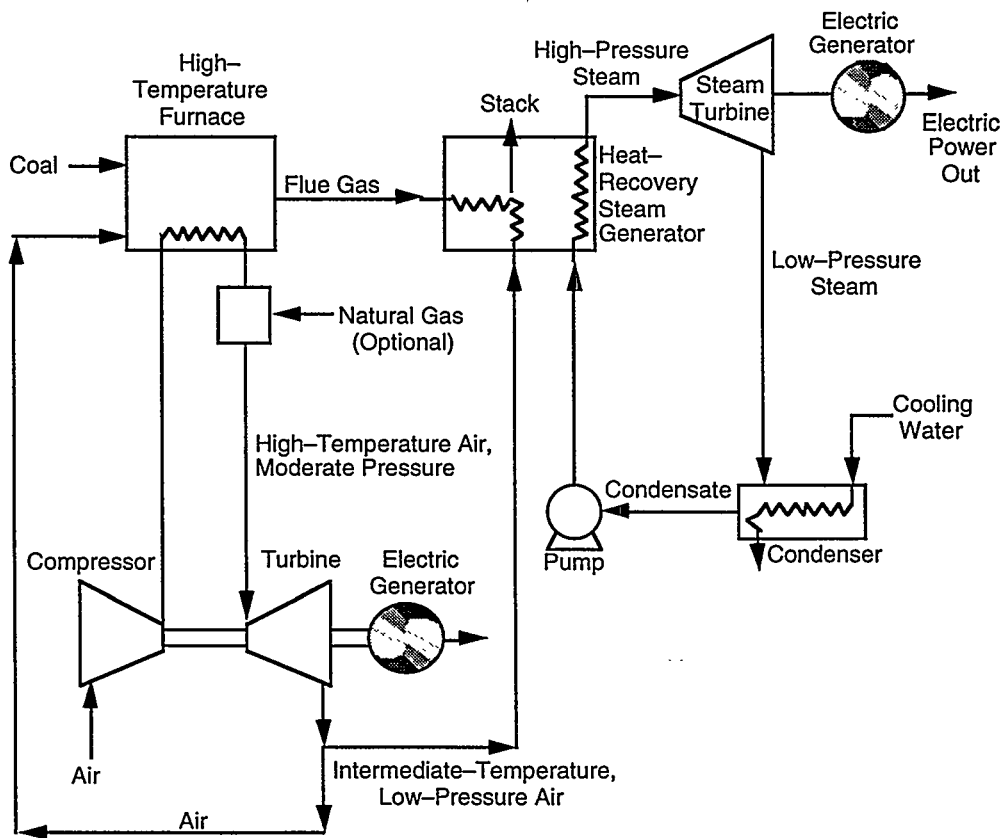 Electric
Generator
High–Pressure
Steam
High–
Temperature
Furnace
Steam
Turbine
Stack
Electric
Power
Out
Coal
Flue Gas
Heat–
Recovery
Steam
Generator
Low–Pressure
Steam
Natural Gas
(Optional)
Cooling
Water
High–Temperature Air,
Moderate Pressure
Condensate
Pump
Condenser
Compressor
Turbine
Electric
Generator
Air
Intermediate–Temperature,
Low–Pressure Air
Air